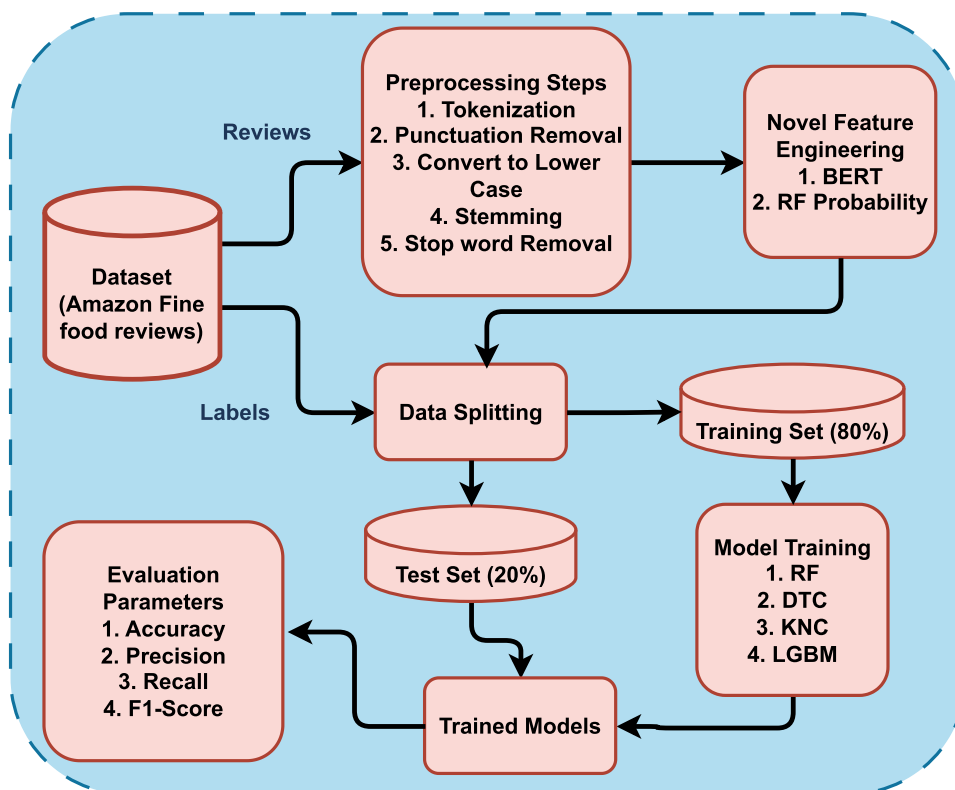 Reviews
Preprocessing Steps
1. Tokenization
2. Punctuation Removal
3. Convert to Lower
Case
4. Stemming
5. Stop word Removal
Novel Feature
Engineering
1. BERT
2. RF Probability
Dataset
(Amazon Fine
food reviews)
Labels
Data Splitting
Training Set (80%)
Test Set (20%)
Model Training
1. RF
2. DTC
3. KNC
4. LGBM
Trained Models
Evaluation
Parameters
1. Accuracy
2. Precision
3. Recall
4. F1-Score